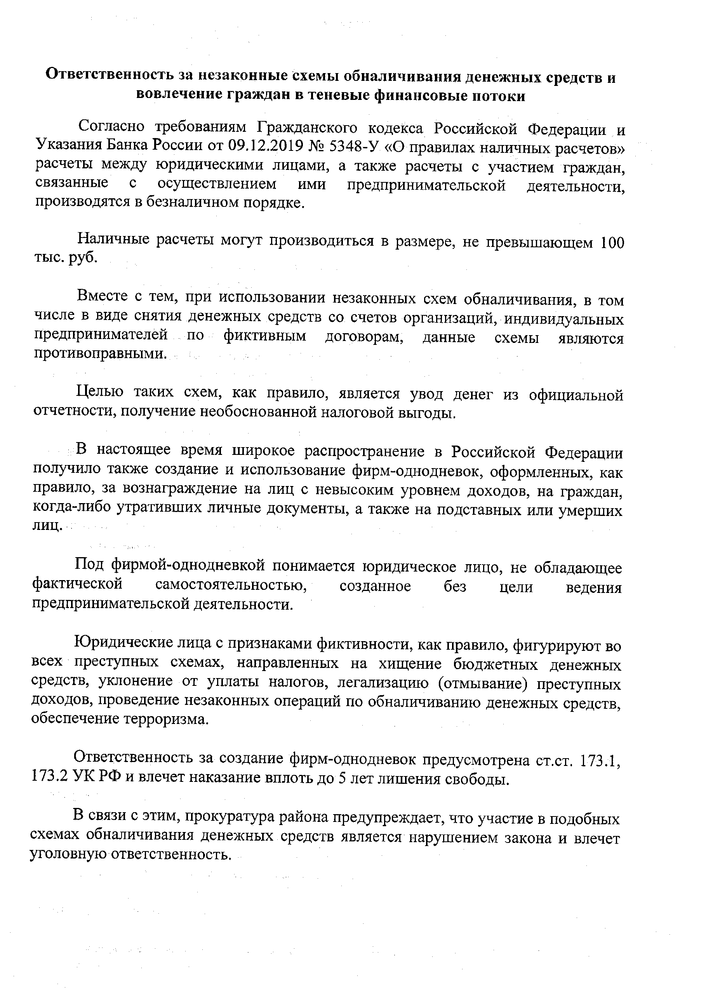 Ответственность за незаконные схемы обналичивания денежных средств и
вовлечение граждан в теневые финансовые потоки
Согласно требованиям Гражданского кодекса Российской Федерации и
Указания Банка России от 09.12.2019 № 5348-У «О правилах наличных расчетов»
расчеты между юридическими лицами, а также расчеты с участием граждан,
связанные с осуществлением ими предпринимательской деятельности,
производятся в безналичном порядке.
Наличные расчеты могут производиться в размере, не превышающем 100
тыс. руб.
Вместе с тем, при использовании незаконных схем обналичивания, в том
числе в виде снятия денежных средств со счетов организаций, индивидуальных
предпринимателей по фиктивным договорам, данные схемы являются
противоправными.
Целью таких схем, как правило, является увод денег из официальной
отчетности, получение необоснованной налоговой выгоды.
В настоящее время широкое распространение в Российской Федерации
получило также создание и использование фирм-однодневок, оформленных, как
правило, за вознаграждение на лиц с невысоким уровнем доходов, на граждан,
когда-либо утративших личные документы, а также на подставных или умерших
лиц.
Под фирмой-однодневкой понимается юридическое лицо, не обладающее
фактической самостоятельностью, созданное без цели ведения
предпринимательской деятельности.
Юридические лица с признаками фиктивности, как правило, фигурируют во
всех преступных схемах, направленных на хищение бюджетных денежных
средств, уклонение от уплаты налогов, легализацию (отмывание) преступных
доходов, проведение незаконных операций по обналичиванию денежных средств,
обеспечение терроризма.
Ответственность за создание фирм-однодневок предусмотрена ст.ст. 173.1,
173.2 УК РФ и влечет наказание вплоть до 5 лет лишения свободы.
В связи с этим, прокуратура района предупреждает, что участие в подобных
схемах обналичивания денежных средств является нарушением закона и влечет
уголовную ответственность.